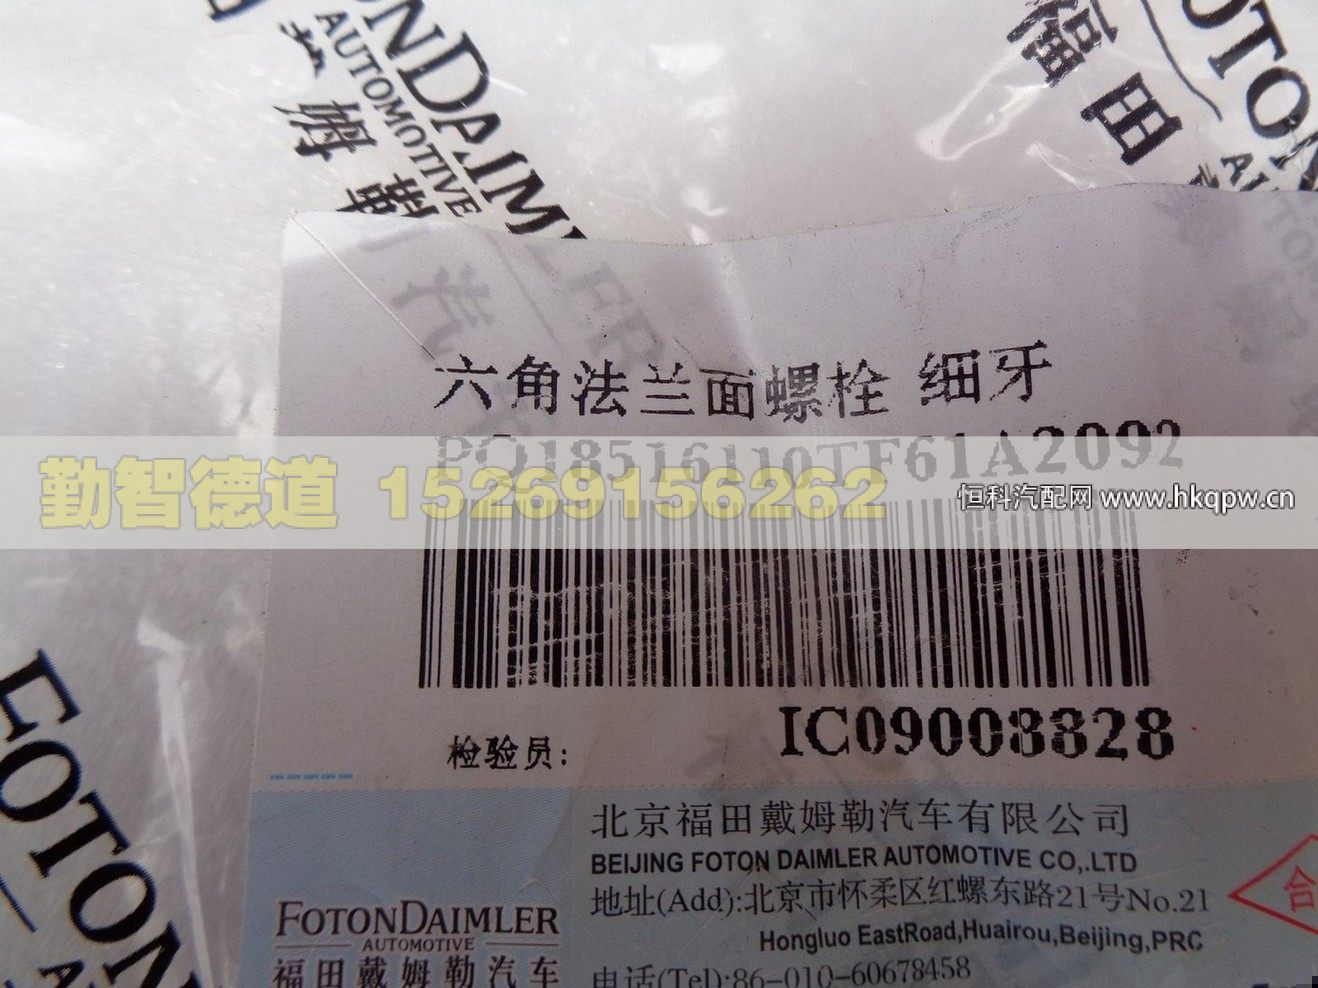 福田
AUTOMOTIVE
六角法兰面螺栓 细牙
PQ18516110TF61A2092
勤智德道 15269156262
恒科汽配网 www.hkqpw.cn
检验员:
IC09003828
北京福田戴姆勒汽车有限公司
BEIJING FOTON DAIMLER AUTOMOTIVE CO,.LTD
地址(Add):北京市怀柔区红螺东路21号No.21
Hongluo EastRoad,Huairou,Beijing,PRC
电话(Tel):86-010-60678458
合
FOTONDAIMLER
AUTOMOTIVE
福田戴姆勒汽车
FOTON